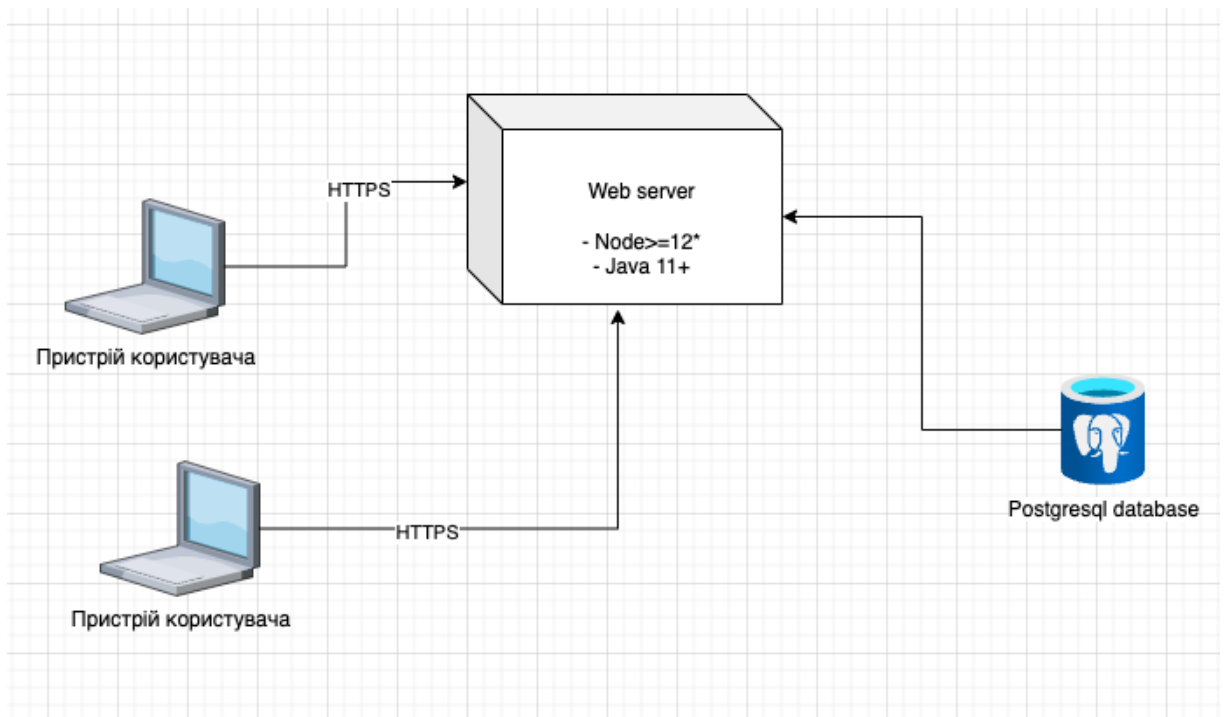 HTTPS
Web server
- Node>=12*
- Java 11+
Пристрій користувача
HTTPS
Postgresql database
Пристрій користувача